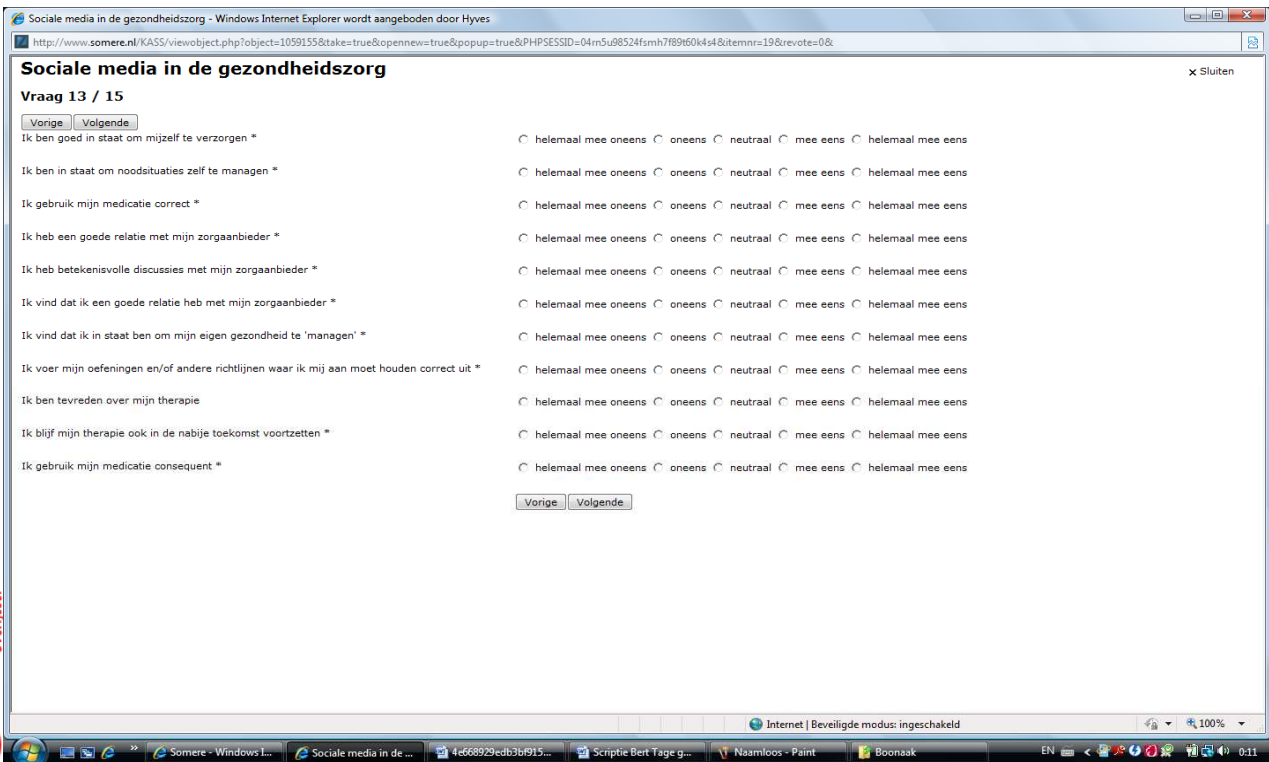 Sociale media in de gezondheidszorg - Windows Internet Explorer wordt aangeboden door Hyves
http://www.somere.nl/KASS/viewobject.php?object=1059155&take=true&opennew=true&popup=true&PHPSESSID=04rn5u98524fsmh7f89t60k4s4&itemnr=19&revote=0&
Sociale media in de gezondheidszorg
x Sluiten
Vraag 13 / 15
Vorige Volgende
Ik ben goed in staat om mijzelf te verzorgen * helemaal mee oneens oneens neutraal mee eens helemaal mee eens
Ik ben in staat om noodsituaties zelf te managen * helemaal mee oneens oneens neutraal mee eens helemaal mee eens
Ik gebruik mijn medicatie correct * helemaal mee oneens oneens neutraal mee eens helemaal mee eens
Ik heb een goede relatie met mijn zorgaanbieder * helemaal mee oneens oneens neutraal mee eens helemaal mee eens
Ik heb betekenisvolle discussies met mijn zorgaanbieder * helemaal mee oneens oneens neutraal mee eens helemaal mee eens
Ik vind dat ik een goede relatie heb met mijn zorgaanbieder * helemaal mee oneens oneens neutraal mee eens helemaal mee eens
Ik vind dat ik in staat ben om mijn eigen gezondheid te 'managen' * helemaal mee oneens oneens neutraal mee eens helemaal mee eens
Ik voer mijn oefeningen en/of andere richtlijnen waar ik mij aan moet houden correct uit * helemaal mee oneens oneens neutraal mee eens helemaal mee eens
Ik ben tevreden over mijn therapie helemaal mee oneens oneens neutraal mee eens helemaal mee eens
Ik blijf mijn therapie ook in de nabije toekomst voortzetten * helemaal mee oneens oneens neutraal mee eens helemaal mee eens
Ik gebruik mijn medicatie consequent * helemaal mee oneens oneens neutraal mee eens helemaal mee eens
Vorige Volgende
Internet | Beveiligde modus: ingeschakeld
100%
Somere - Windows I... Sociale media in de ... 4e668929edb3bf915... Scriptie Bert Tage g... Naamloos - Paint Boonaak EN 0:11